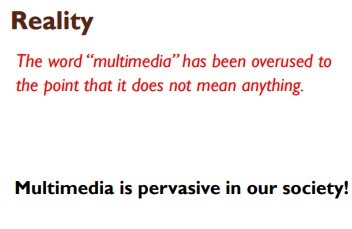 Reality
The word “multimedia” has been overused to
the point that it does not mean anything.
Multimedia is pervasive in our society!